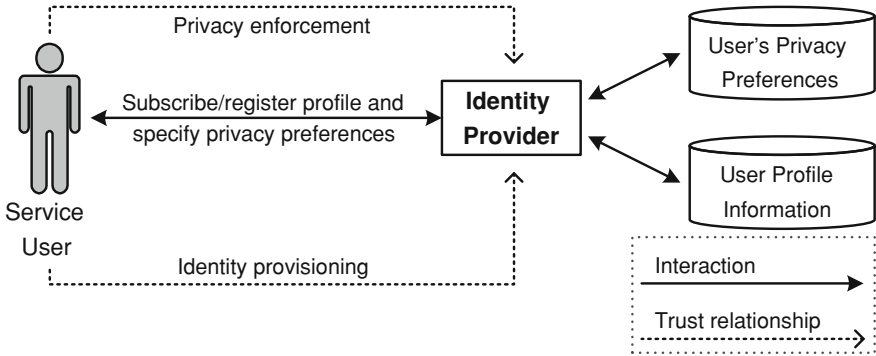 Privacy enforcement
Subscribe/register profile and
specify privacy preferences
Service
User
Identity provisioning
Identity
Provider
User's Privacy
Preferences
User Profile
Information
Interaction
Trust relationship